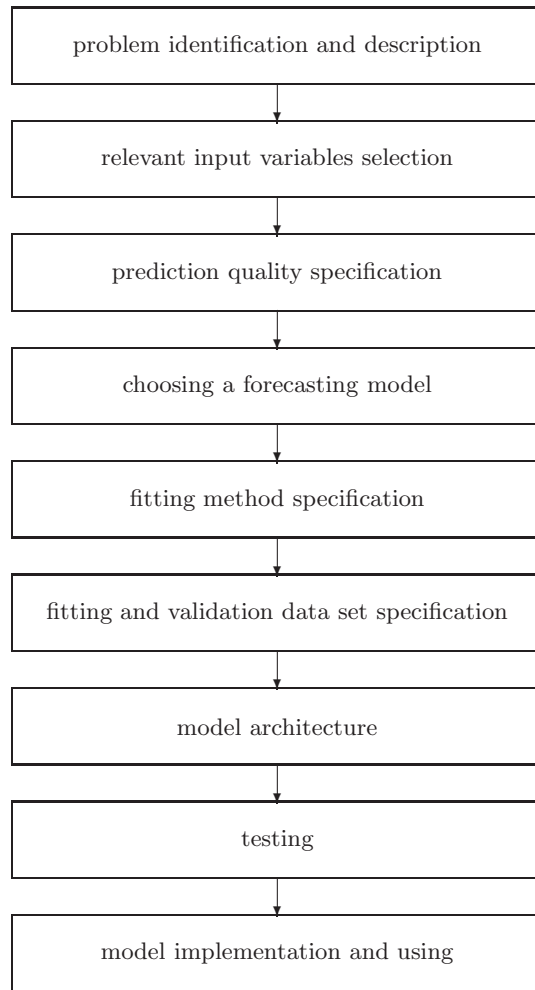 problem identification and description
relevant input variables selection
prediction quality specification
choosing a forecasting model
fitting method specification
fitting and validation data set specification
model architecture
testing
model implementation and using